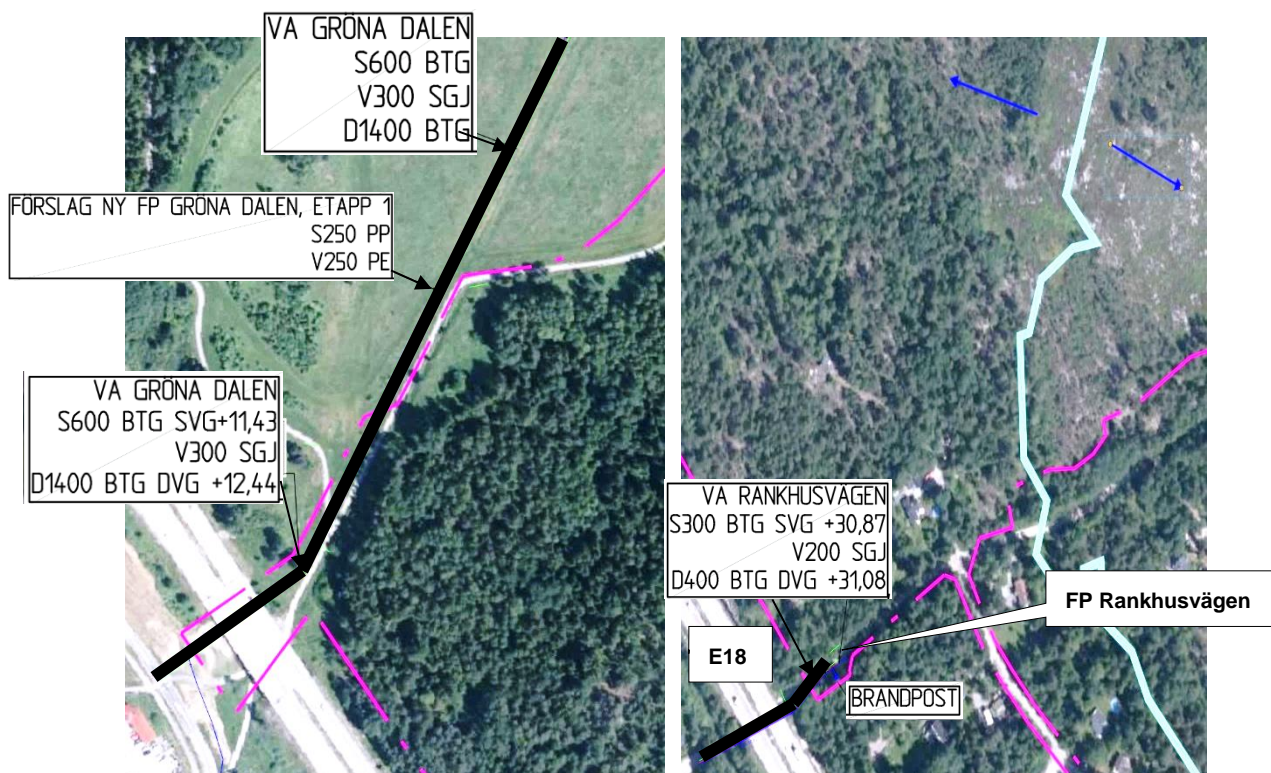 VA GRÖNA DALEN
S600 BTG
V300 SGJ
D1400 BTG
FÖRSLAG NY FP GRÖNA DALEN, ETAPP 1
S250 PP
V250 PE
VA GRÖNA DALEN
S600 BTG SVG+11,43
V300 SGJ
D1400 BTG DVG +12,44
VA RANKHUSVÄGEN
S300 BTG SVG +30,87
V200 SGJ
D400 BTG DVG +31,08
FP Rankhusvägen
E18
BRANDPOST